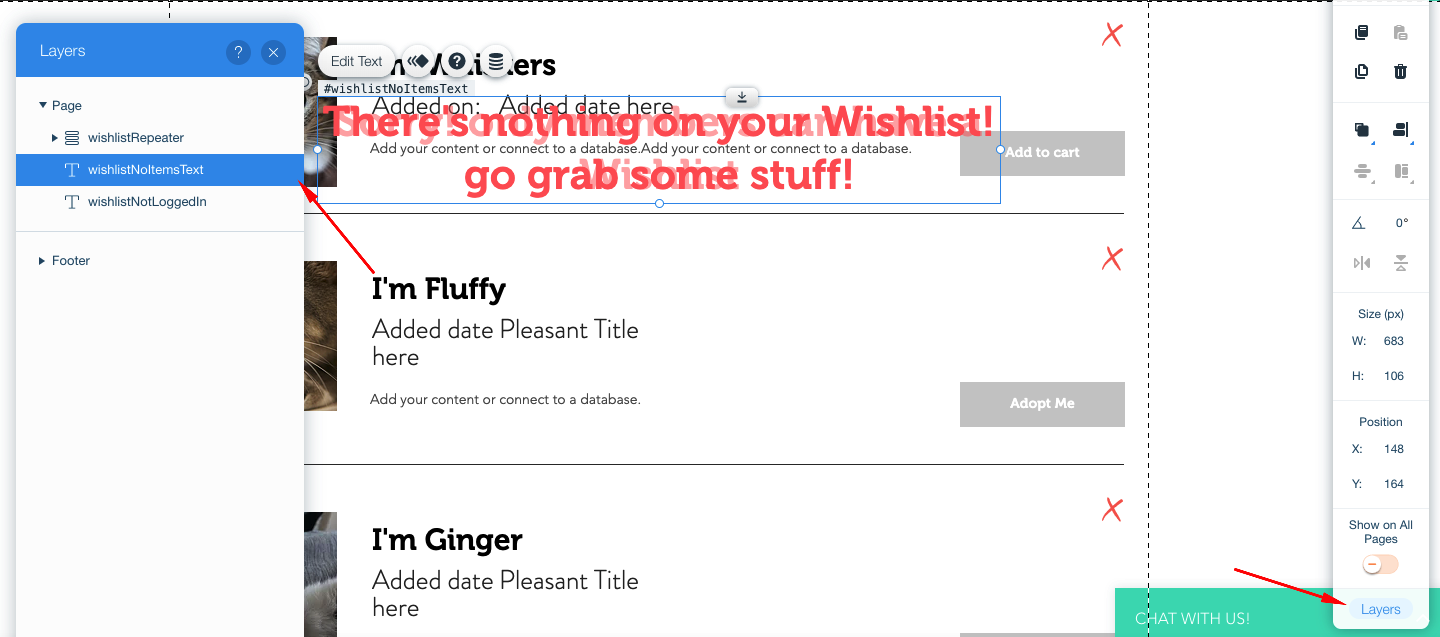 Layers
?
Page
wishlistRepeater
wishlistNoItemsText
wishlistNotLoggedIn
Footer
Edit Text
?
#wishlistNoItemsText
Added on: Added date here
There's nothing on your Wishlist!
go grab some stuff!
members can have a
Wishlist
Add your content or connect to a database.Add your content or connect to a database.
Add to cart
I'm Fluffy
Added date Pleasant Title
here
Add your content or connect to a database.
Adopt Me
I'm Ginger
Added date Pleasant Title
here
CHAT WITH US!
0°
Size (px)
W: 683
H: 106
Position
X: 148
Y: 164
Show on All
Pages
Layers